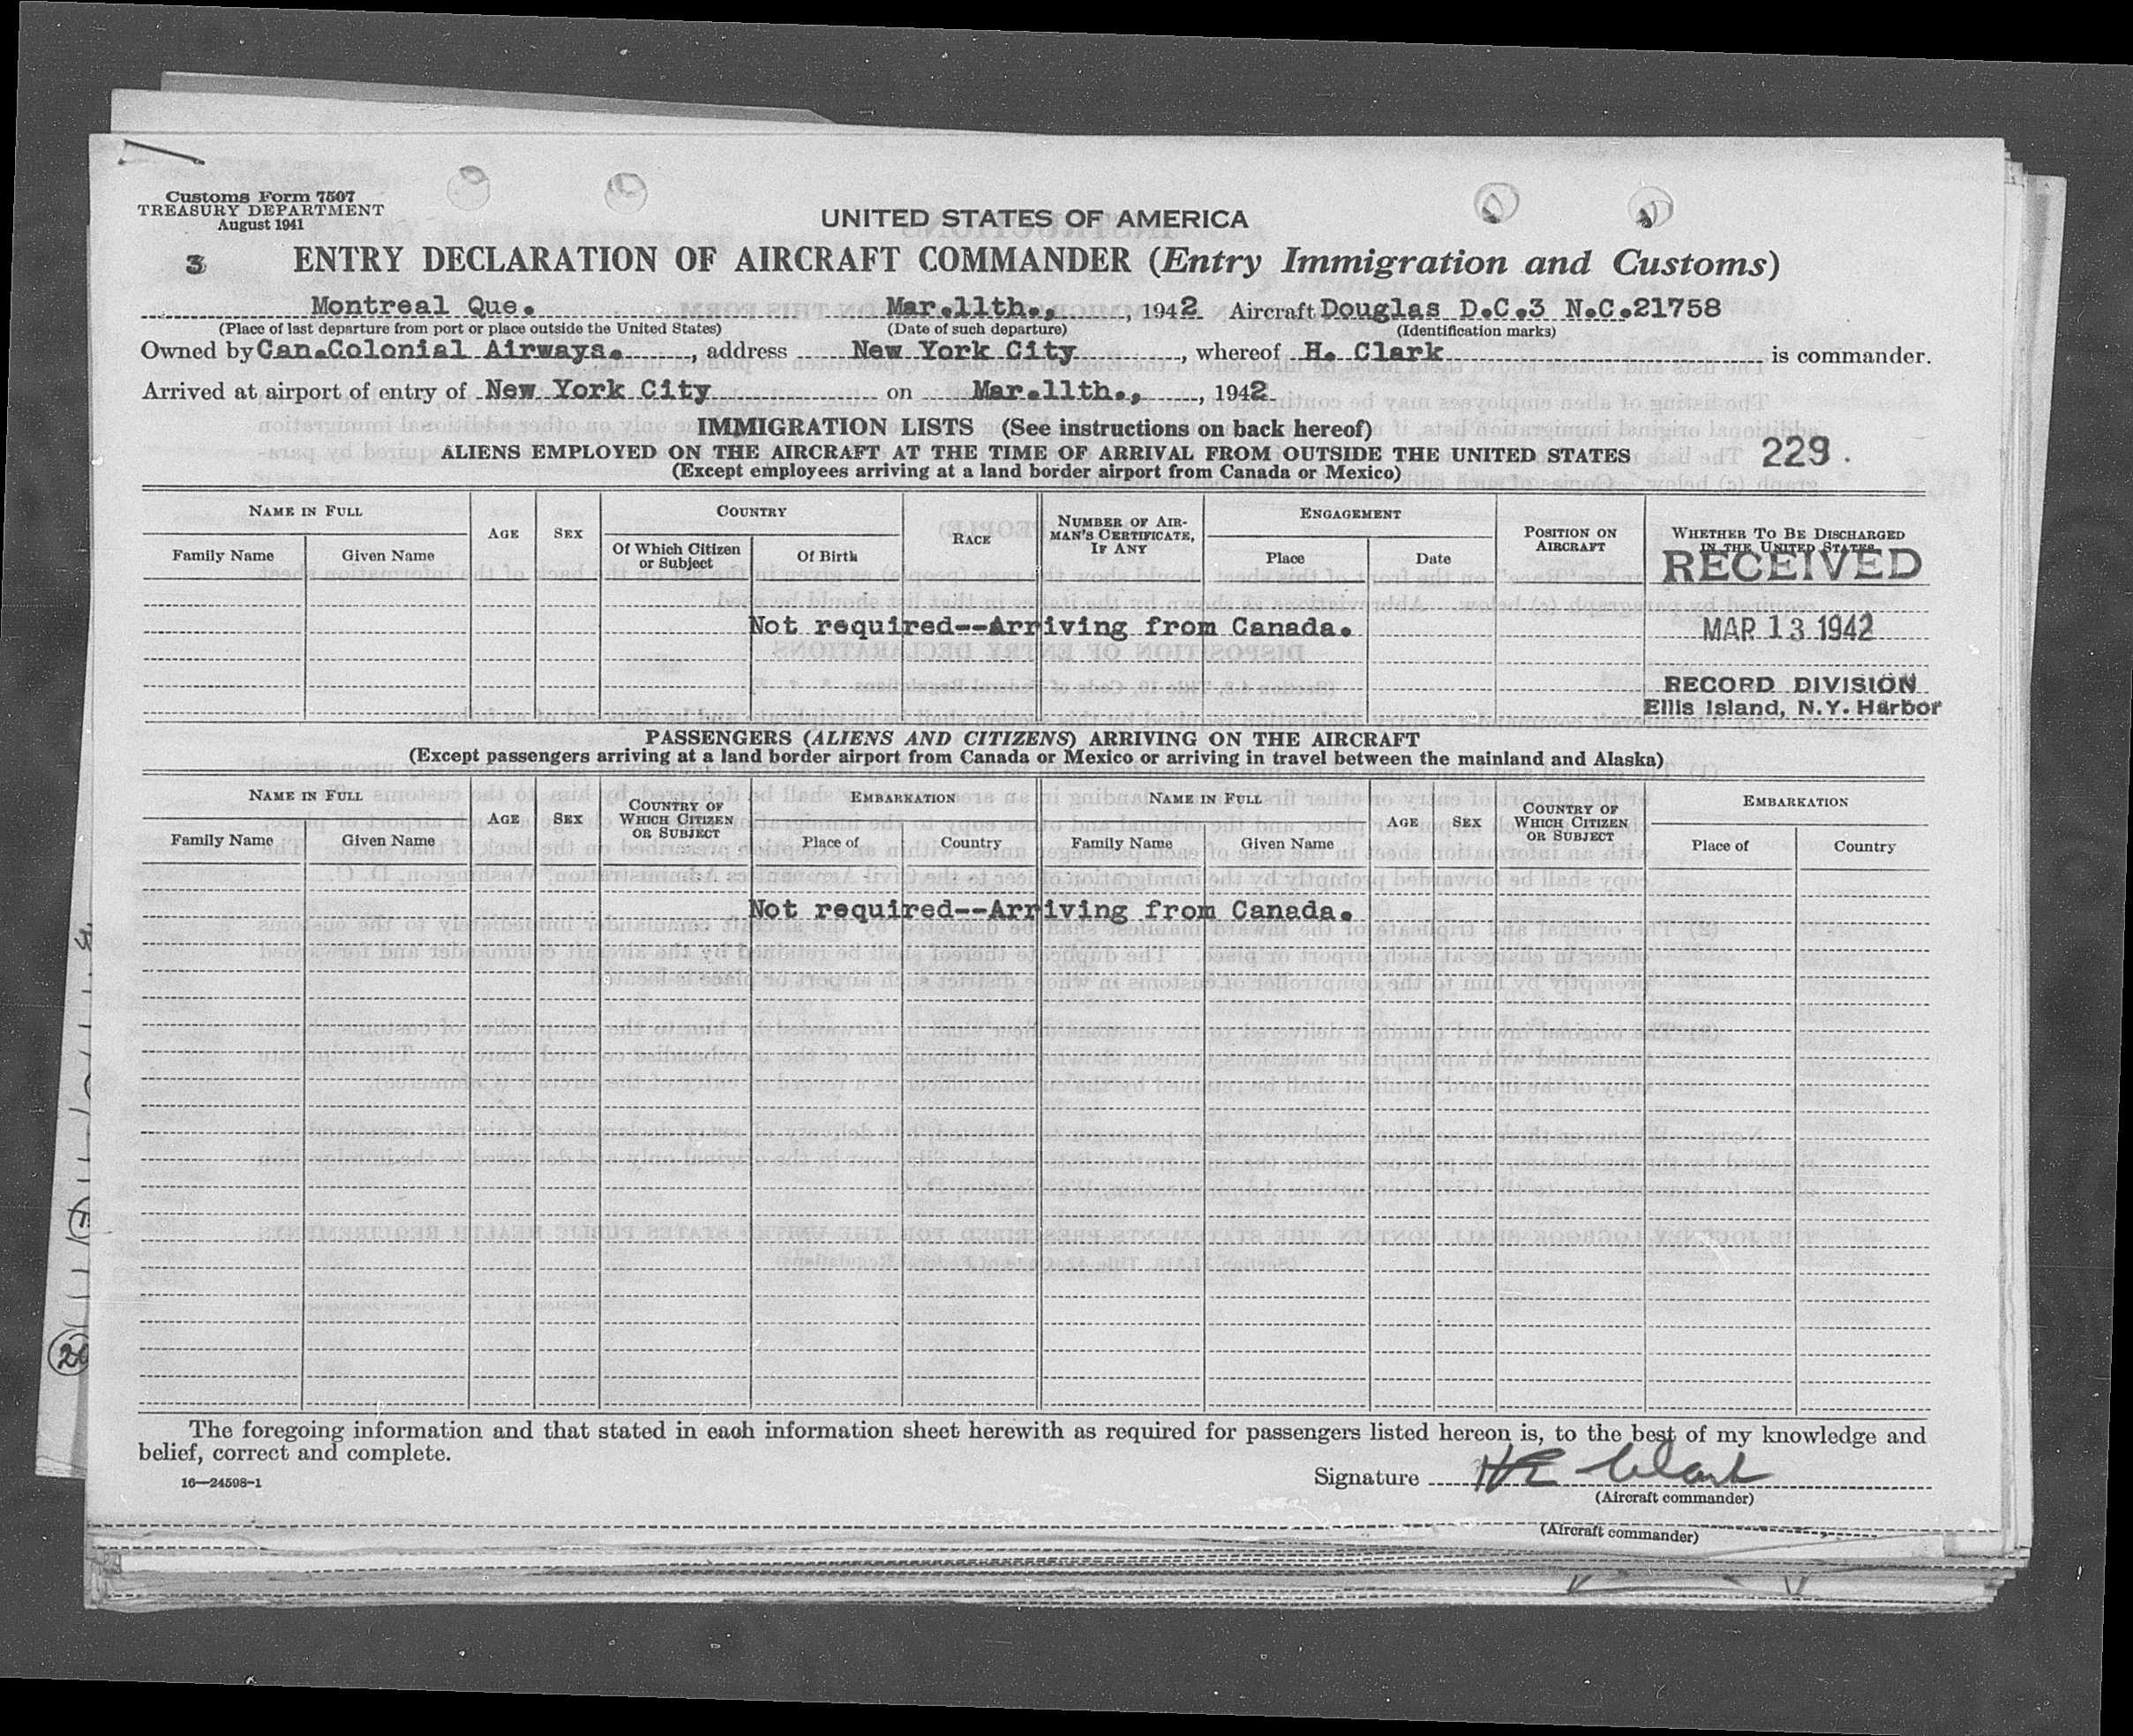 Customs Form 7507
TREASURY DEPARTMENT
August 1941
UNITED STATES OF AMERICA
3 ENTRY DECLARATION OF AIRCRAFT COMMANDER (Entry Immigration and Customs)
Montreal Que. Mar.11th., 1942 Aircraft Douglas D.C.3 N.C.21758
(Place of last departure from port or place outside the United States) (Date of such departure) (Identification marks)
Owned by Can.Colonial Airways. , address New York City , whereof H. Clark is commander.
Arrived at airport of entry of New York City on Mar.11th., , 1942.
IMMIGRATION LISTS (See instructions on back hereof)
ALIENS EMPLOYED ON THE AIRCRAFT AT THE TIME OF ARRIVAL FROM OUTSIDE THE UNITED STATES 229.
(Except employees arriving at a land border airport from Canada or Mexico)
NAME IN FULL AGE SEX COUNTRY RACE NUMBER OF AIR-MAN'S CERTIFICATE, IF ANY ENGAGEMENT POSITION ON AIRCRAFT WHETHER TO BE DISCHARGED IN THE UNITED STATES
Family Name Given Name Of Which Citizen or Subject Of Birth Place Date
RECEIVED
Not required--Arriving from Canada. MAR 13 1942
RECORD DIVISION
Ellis Island, N.Y. Harbor
PASSENGERS (ALIENS AND CITIZENS) ARRIVING ON THE AIRCRAFT
(Except passengers arriving at a land border airport from Canada or Mexico or arriving in travel between the mainland and Alaska)
NAME IN FULL AGE SEX COUNTRY OF WHICH CITIZEN OR SUBJECT EMBARKATION NAME IN FULL AGE SEX COUNTRY OF WHICH CITIZEN OR SUBJECT EMBARKATION
Family Name Given Name Place of Country Family Name Given Name Place of Country
Not required--Arriving from Canada.
The foregoing information and that stated in each information sheet herewith as required for passengers listed hereon is, to the best of my knowledge and
belief, correct and complete.
16—24598-1
Signature H Clark
(Aircraft commander)
(Aircraft commander)